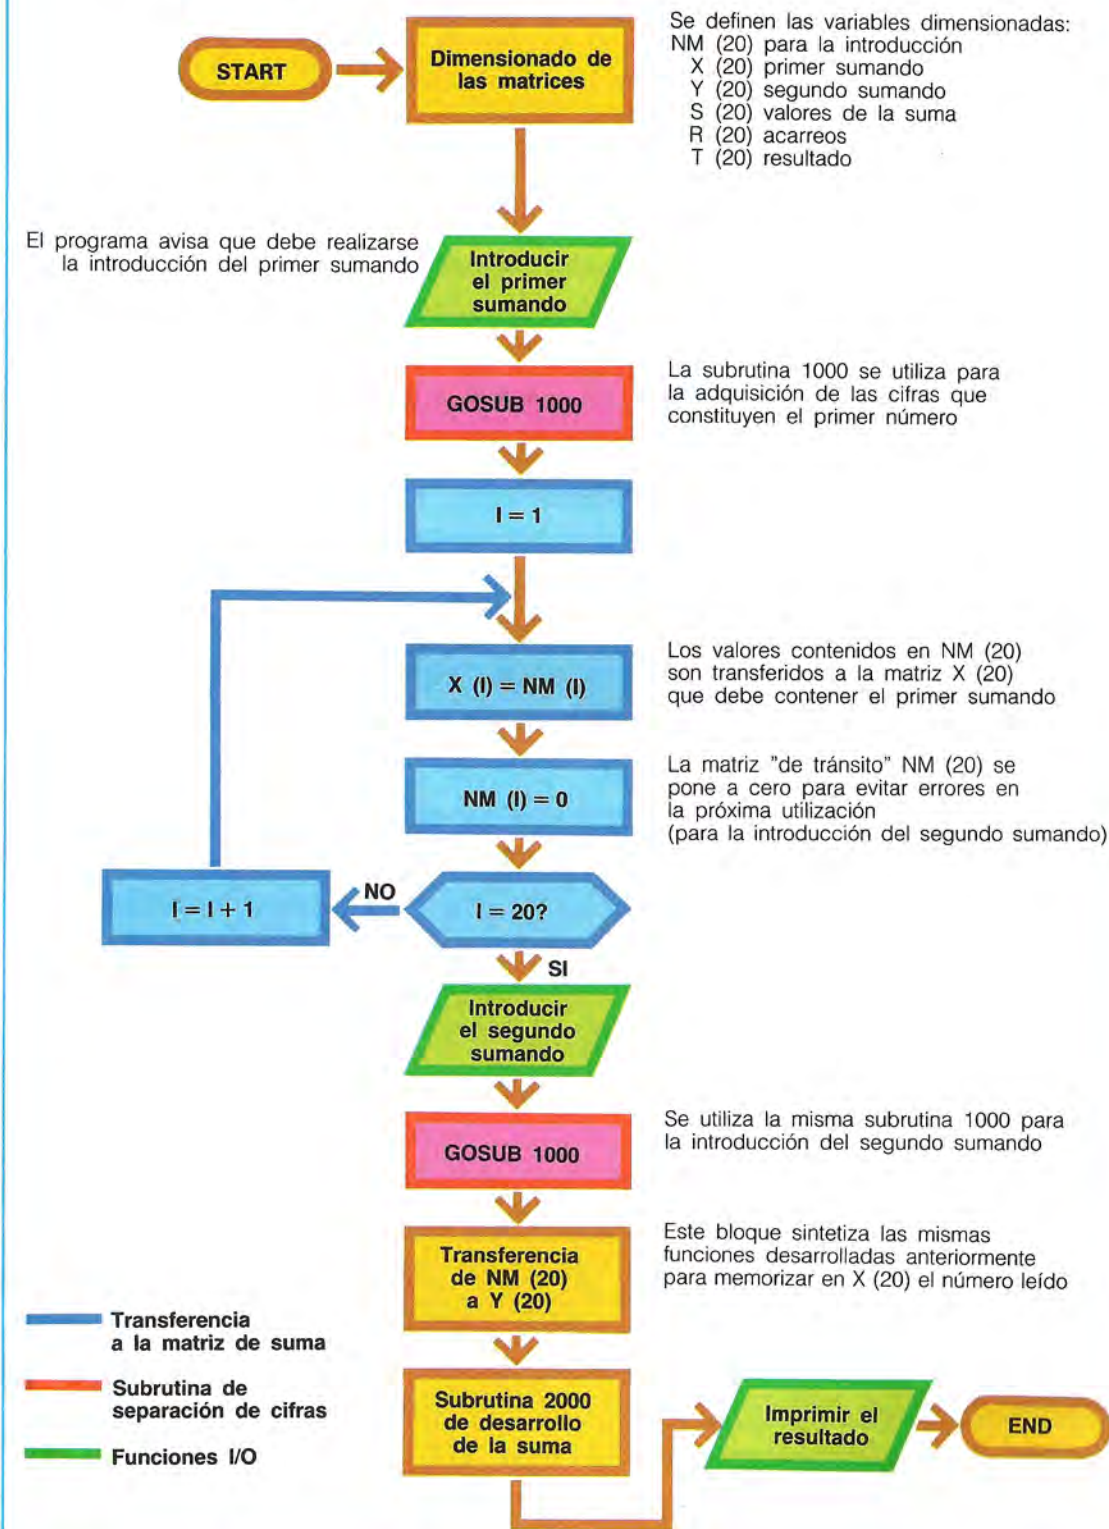 START
Dimensionado de
las matrices
Se definen las variables dimensionadas:
NM (20) para la introducción
X (20) primer sumando
Y (20) segundo sumando
S (20) valores de la suma
R (20) acarreos
T (20) resultado
El programa avisa que debe realizarse
la introducción del primer sumando
Introducir
el primer
sumando
GOSUB 1000
La subrutina 1000 se utiliza para
la adquisición de las cifras que
constituyen el primer número
I = 1
X (I) = NM (I)
Los valores contenidos en NM (20)
son transferidos a la matriz X (20)
que debe contener el primer sumando
NM (I) = 0
La matriz "de tránsito" NM (20) se
pone a cero para evitar errores en
la próxima utilización
(para la introducción del segundo sumando)
I = I + 1
NO
I = 20?
SI
Introducir
el segundo
sumando
GOSUB 1000
Se utiliza la misma subrutina 1000 para
la introducción del segundo sumando
Transferencia
de NM (20)
a Y (20)
Este bloque sintetiza las mismas
funciones desarrolladas anteriormente
para memorizar en X (20) el número leído
Transferencia
a la matriz de suma
Subrutina de
separación de cifras
Funciones I/O
Subrutina 2000
de desarrollo
de la suma
Imprimir el
resultado
END